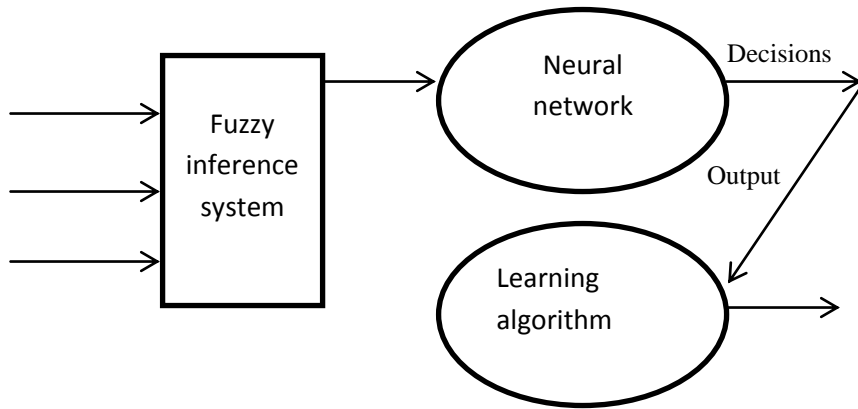 Fuzzy
inference
system
Neural
network
Decisions
Output
Learning
algorithm